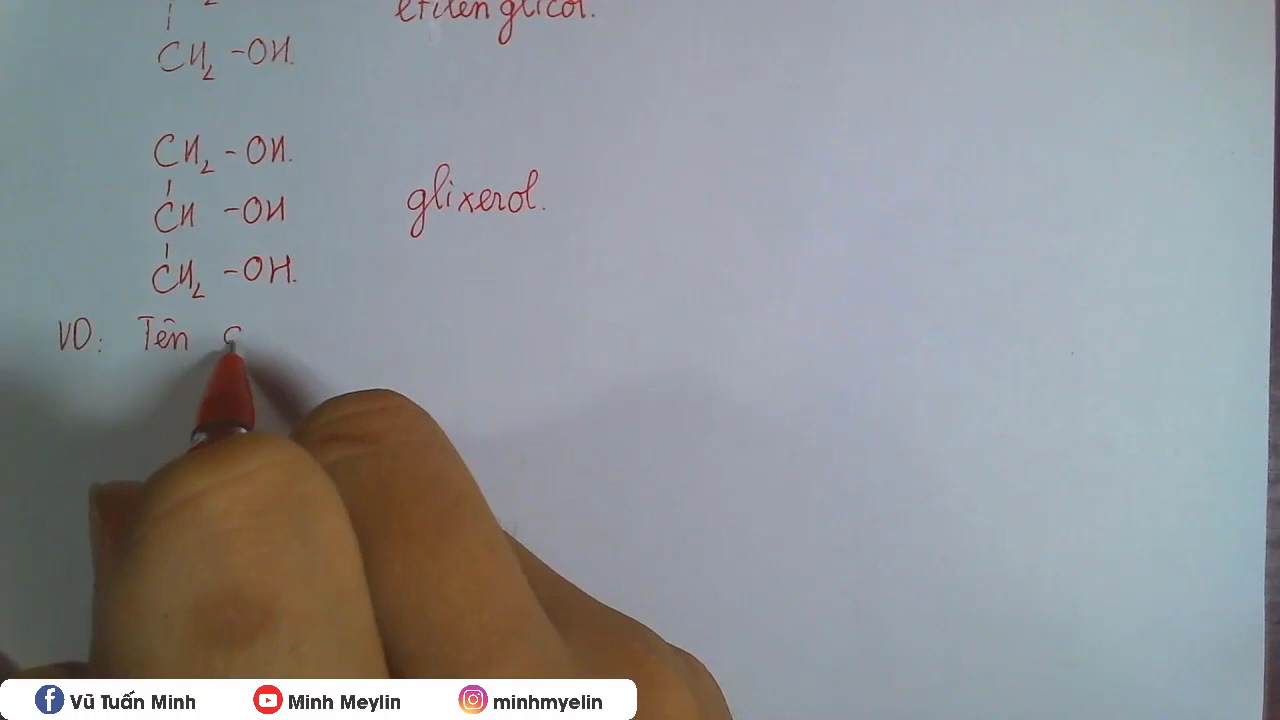 etilen glicol.
CH2 -OH.
CH2 - OH.
glixerol.
CH -OH
CH2 -OH.
VD: Tên
Vũ Tuấn Minh Minh Meylin minhmyelin